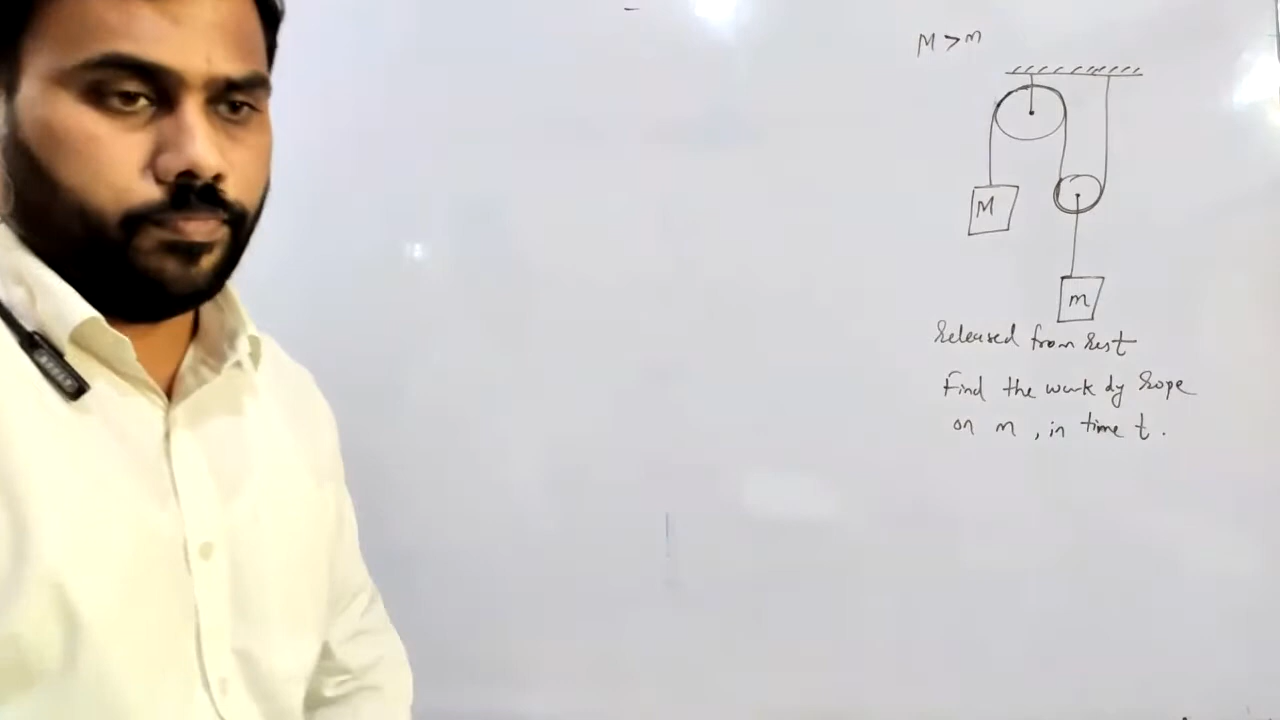 M > m
M
m
Released from Rest
Find the work by Rope
on m, in time t.